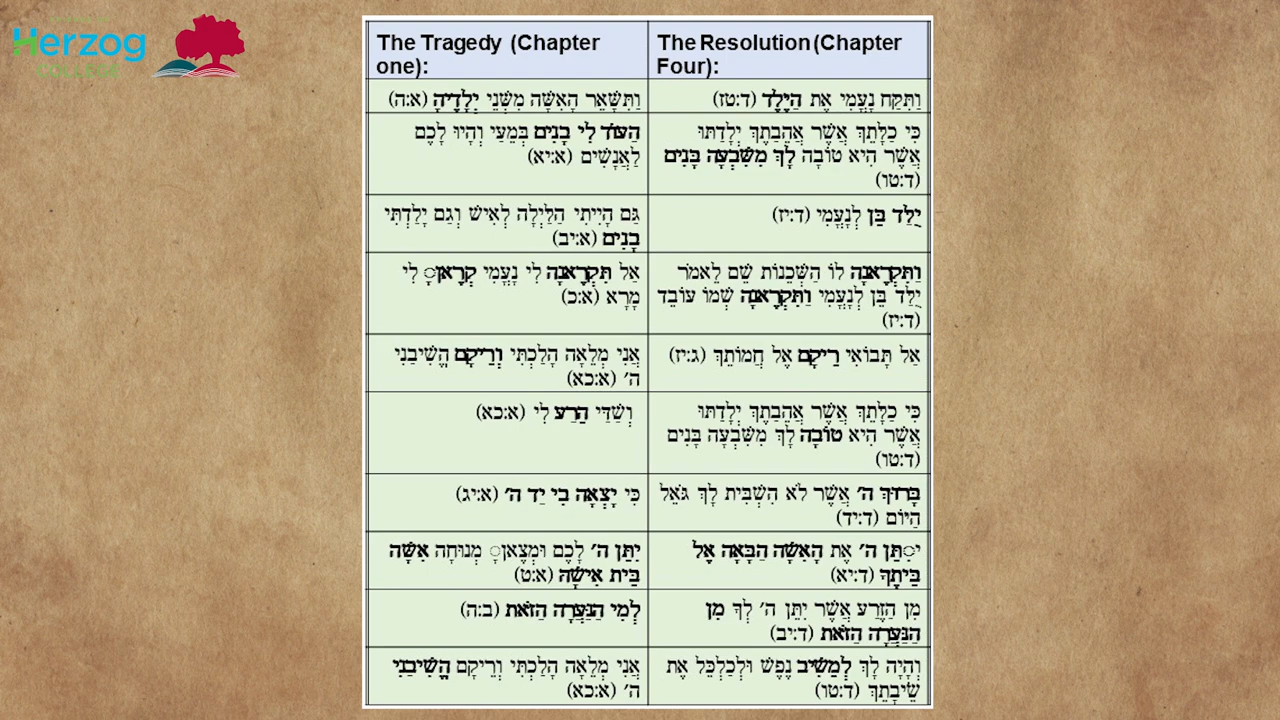 Herzog
COLLEGE
The Tragedy (Chapter
one):
The Resolution (Chapter
Four):
וַתִּשָּׁאֵר הָאִשָּׁה מִשְּׁנֵי יְלָדֶיהָ (א:ה)
וַתִּקַּח נָעֳמִי אֶת הַיֶּלֶד (ד:טז)
הַעוֹד לִי בָנִים בְּמֵעַי וְהָיוּ לָכֶם
לַאֲנָשִׁים (א:יא)
כִּי כַלָּתֵךְ אֲשֶׁר אֲהֵבַתֶךְ יְלָדַתּוּ
אֲשֶׁר הִיא טוֹבָה לָךְ מִשִּׁבְעָה בָּנִים
(ד:טו)
גַּם הָיִיתִי הַלַּיְלָה לְאִישׁ וְגַם יָלַדְתִּי
בָנִים (א:יב)
יֻלַּד בֵּן לְנָעֳמִי (ד:יז)
אַל תִּקְרֶאנָה לִי נָעֳמִי קְרֶאןָ לִי
מָרָא (א:כ)
וַתִּקְרֶאנָה לוֹ הַשְּׁכֵנוֹת שֵׁם לֵאמֹר
יֻלַּד בֵּן לְנָעֳמִי וַתִּקְרֶאנָה שְׁמוֹ עוֹבֵד
(ד:יז)
אֲנִי מְלֵאָה הָלַכְתִּי וְרֵיקָם הֱשִׁיבַנִי
ה' (א:כא)
אַל תָּבוֹאִי רֵיקָם אֶל חֲמוֹתֵךְ (ג:יז)
וְשַׁדַּי הֵרַע לִי (א:כא)
כִּי כַלָּתֵךְ אֲשֶׁר אֲהֵבַתֶךְ יְלָדַתּוּ
אֲשֶׁר הִיא טוֹבָה לָךְ מִשִּׁבְעָה בָּנִים
(ד:טו)
כִּי יָצְאָה בִי יַד ה' (א:יג)
בָּרוּךְ ה' אֲשֶׁר לֹא הִשְׁבִּית לָךְ גֹּאֵל
הַיּוֹם (ד:יד)
יִתֵּן ה' לָכֶם וּמְצֶאןָ מְנוּחָה אִשָּׁה
בֵּית אִישָׁהּ (א:ט)
יִתֵּן ה' אֶת הָאִשָּׁה הַבָּאָה אֶל
בֵּיתֶךָ (ד:יא)
לְמִי הַנַּעֲרָה הַזֹּאת (ב:ה)
מִן הַזֶּרַע אֲשֶׁר יִתֵּן ה' לְךָ מִן
הַנַּעֲרָה הַזֹּאת (ד:יב)
אֲנִי מְלֵאָה הָלַכְתִּי וְרֵיקָם הֱשִׁיבַנִי
ה' (א:כא)
וְהָיָה לָךְ לְמֵשִׁיב נֶפֶשׁ וּלְכַלְכֵּל אֶת
שֵׂיבָתֵךְ (ד:טו)